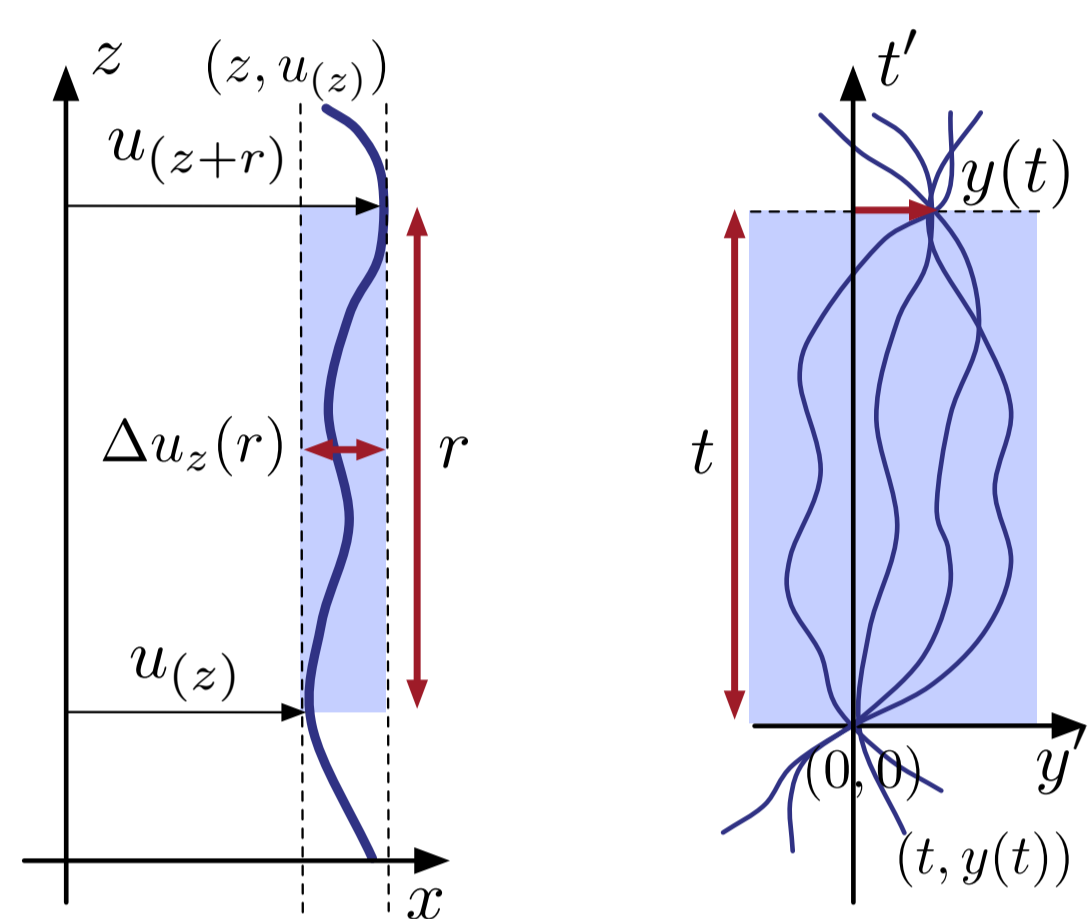 z
(z, u(z))
u(z+r)
Δuz(r)
r
u(z)
x
t′
y(t)
t
(0, 0)
y′
(t, y(t))